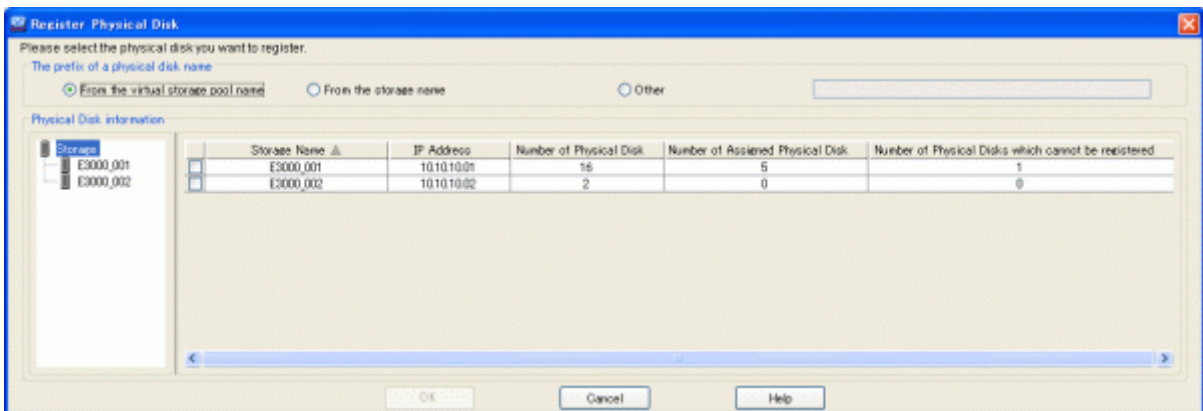 Register Physical Disk
Please select the physical disk you want to register.
The prefix of a physical disk name
From the virtual storage pool name From the storage name Other
Physical Disk information
Storage
E3000_001
E3000_002
Storage Name IP Address Number of Physical Disk Number of Assigned Physical Disk Number of Physical Disks which cannot be registered
E3000_001 10.10.10.01 16 5 1
E3000_002 10.10.10.02 2 0 0
OK Cancel Help